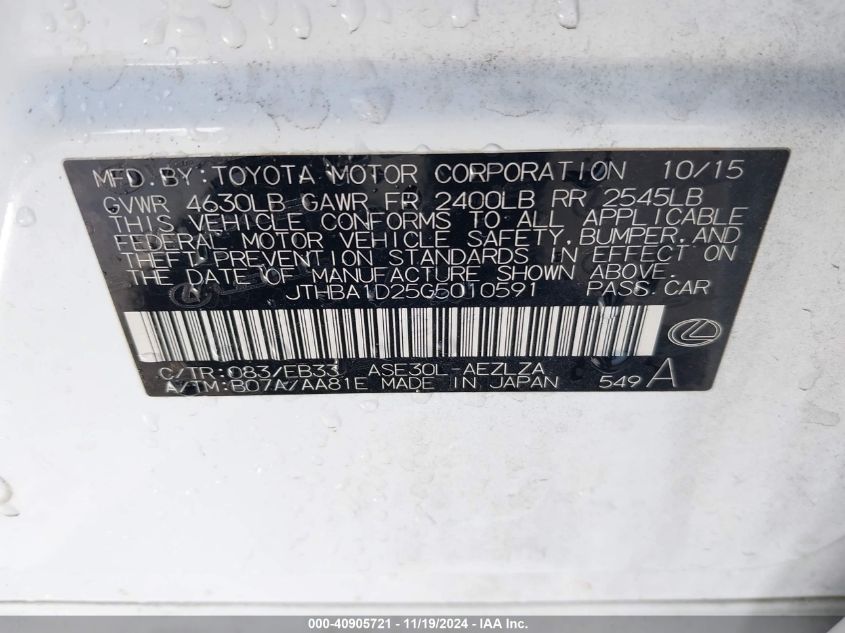 MFD.BY:TOYOTA MOTOR CORPORATION 10/15
GVWR 4630LB GAWR FR 2400LB RR 2545LB
THIS VEHICLE CONFORMS TO ALL APPLICABLE
FEDERAL MOTOR VEHICLE SAFETY,BUMPER,AND
THEFT PREVENTION STANDARDS IN EFFECT ON
THE DATE OF MANUFACTURE SHOWN ABOVE.
JTHBA1D25G5010591 PASS.CAR
C/TR:083/EB33 ASE30L-AEZLZA
A/TM:B07A/AA81E MADE IN JAPAN 549 A
000-40905721 - 11/19/2024 - IAA Inc.